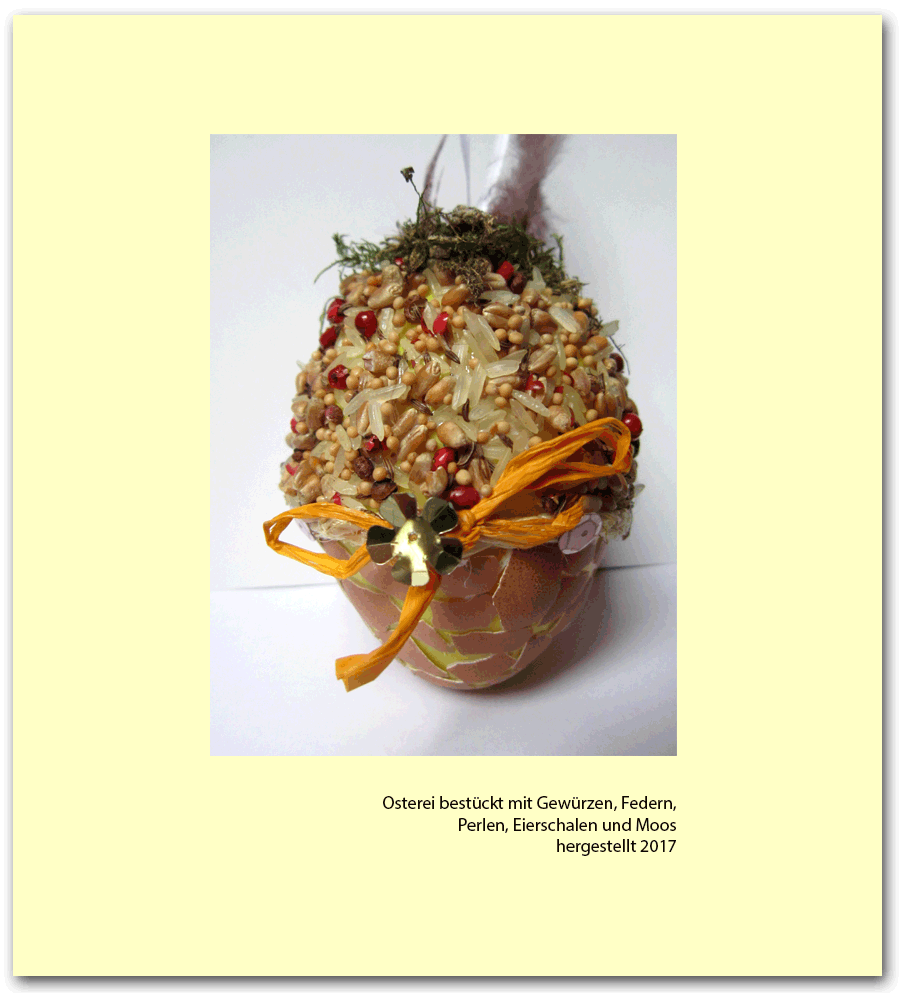 Osterei bestückt mit Gewürzen, Federn,
Perlen, Eierschalen und Moos
hergestellt 2017